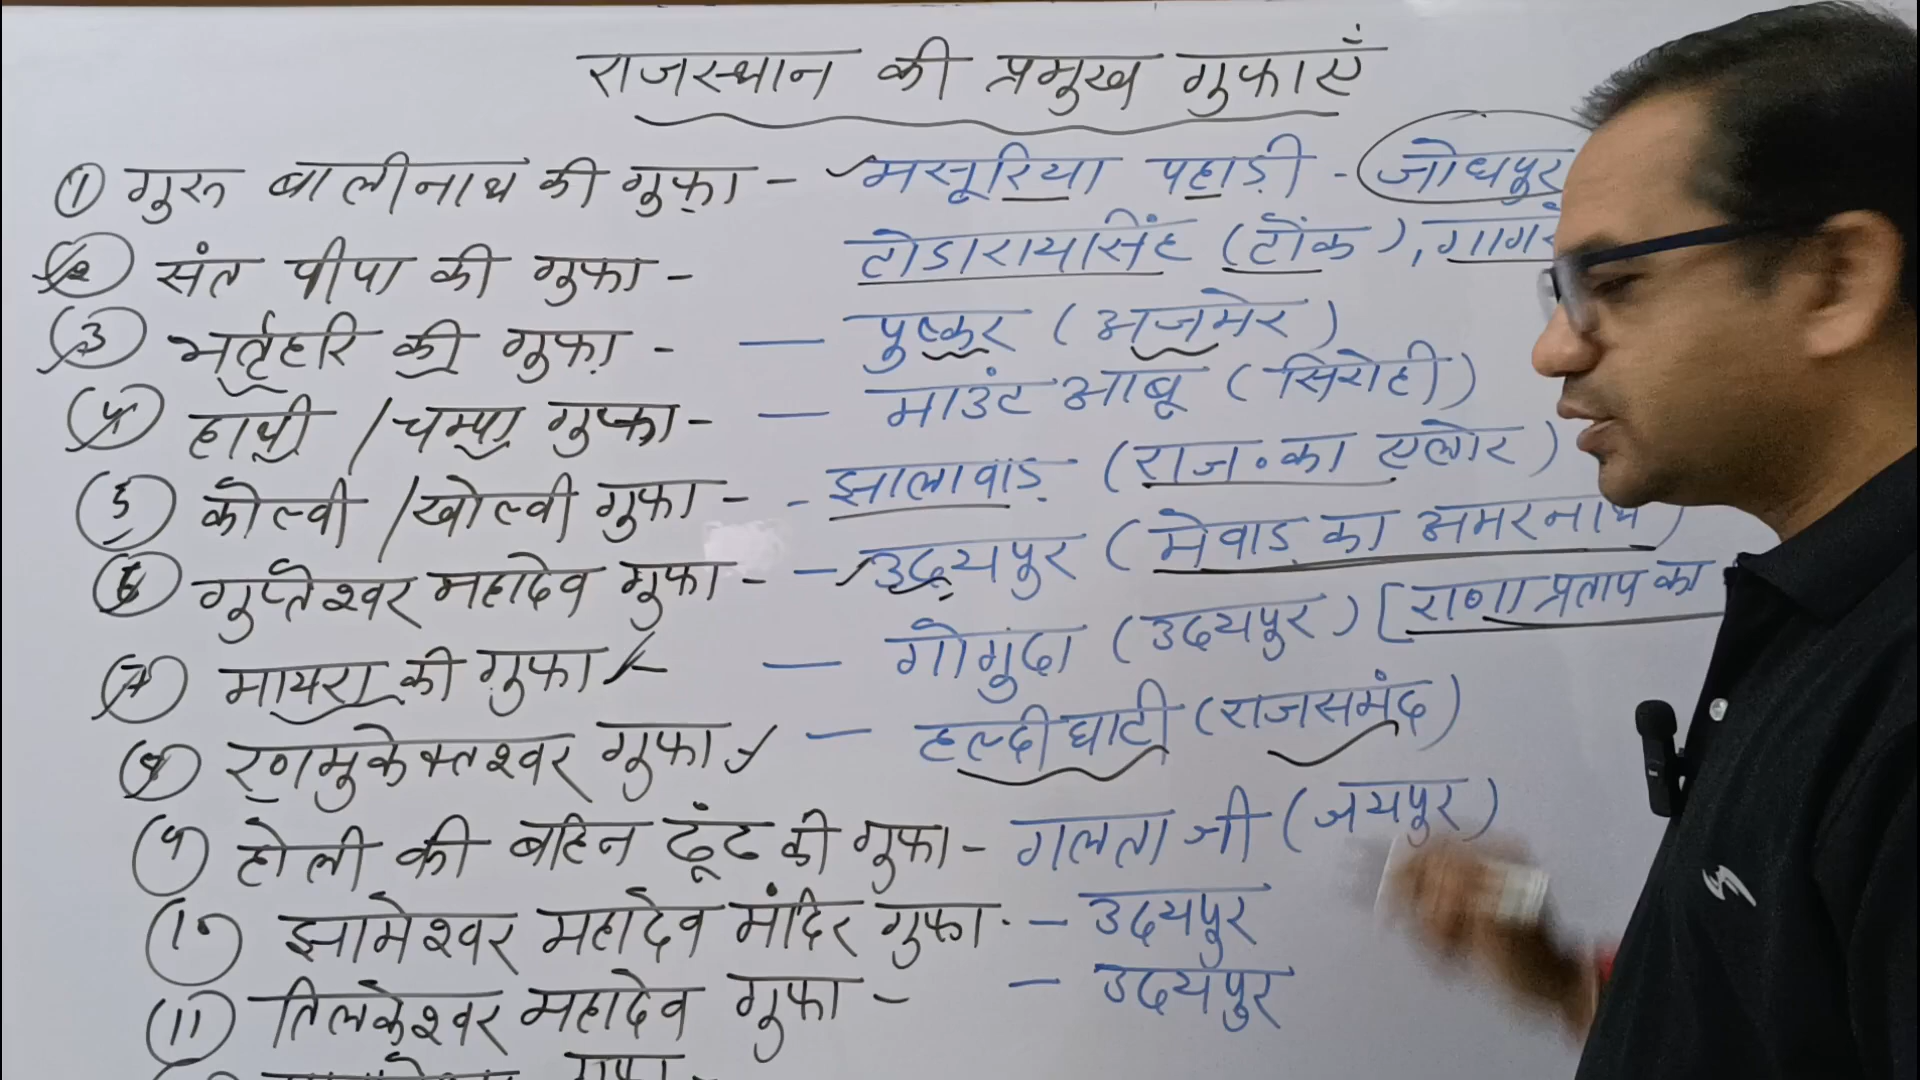 राजस्थान की प्रमुख गुफाएँ
① गुरु बालीनाथ की गुफा - मसूरिया पहाड़ी - जोधपुर
② संत पीपा की गुफा - टोडारायसिंह (टोंक), गाग
③ भर्तृहरि की गुफा - — पुष्कर (अजमेर)
④ हाथी / चम्पा गुफा - — माउंट आबू (सिरोही)
⑤ कोल्वी / खोल्वी गुफा - - झालावाड़ (राज. का एलोर)
⑥ गुप्तेश्वर महादेव गुफा - — उदयपुर (मेवाड़ का अमरनाथ)
⑦ मायरा की गुफा - — गोगुंदा (उदयपुर) [राणा प्रताप का
⑧ रणमुकेक्तेश्वर गुफा - — हल्दीघाटी (राजसमंद)
⑨ होली की बहिन ढूंढ की गुफा - गलता जी (जयपुर)
⑩ झामेश्वर महादेव मंदिर गुफा - — उदयपुर
⑪ तिलकेश्वर महादेव गुफा - — उदयपुर